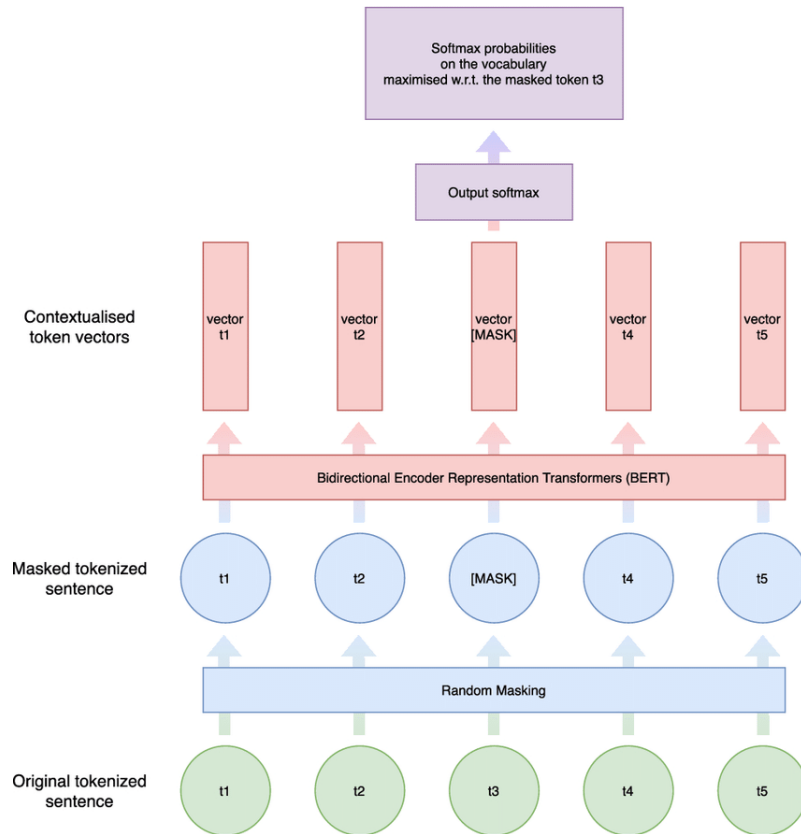 Softmax probabilities
on the vocabulary
maximised w.r.t. the masked token t3
Output softmax
Contextualised
token vectors
vector
t1
vector
t2
vector
[MASK]
vector
t4
vector
t5
Bidirectional Encoder Representation Transformers (BERT)
Masked tokenized
sentence
t1
t2
[MASK]
t4
t5
Random Masking
Original tokenized
sentence
t1
t2
t3
t4
t5